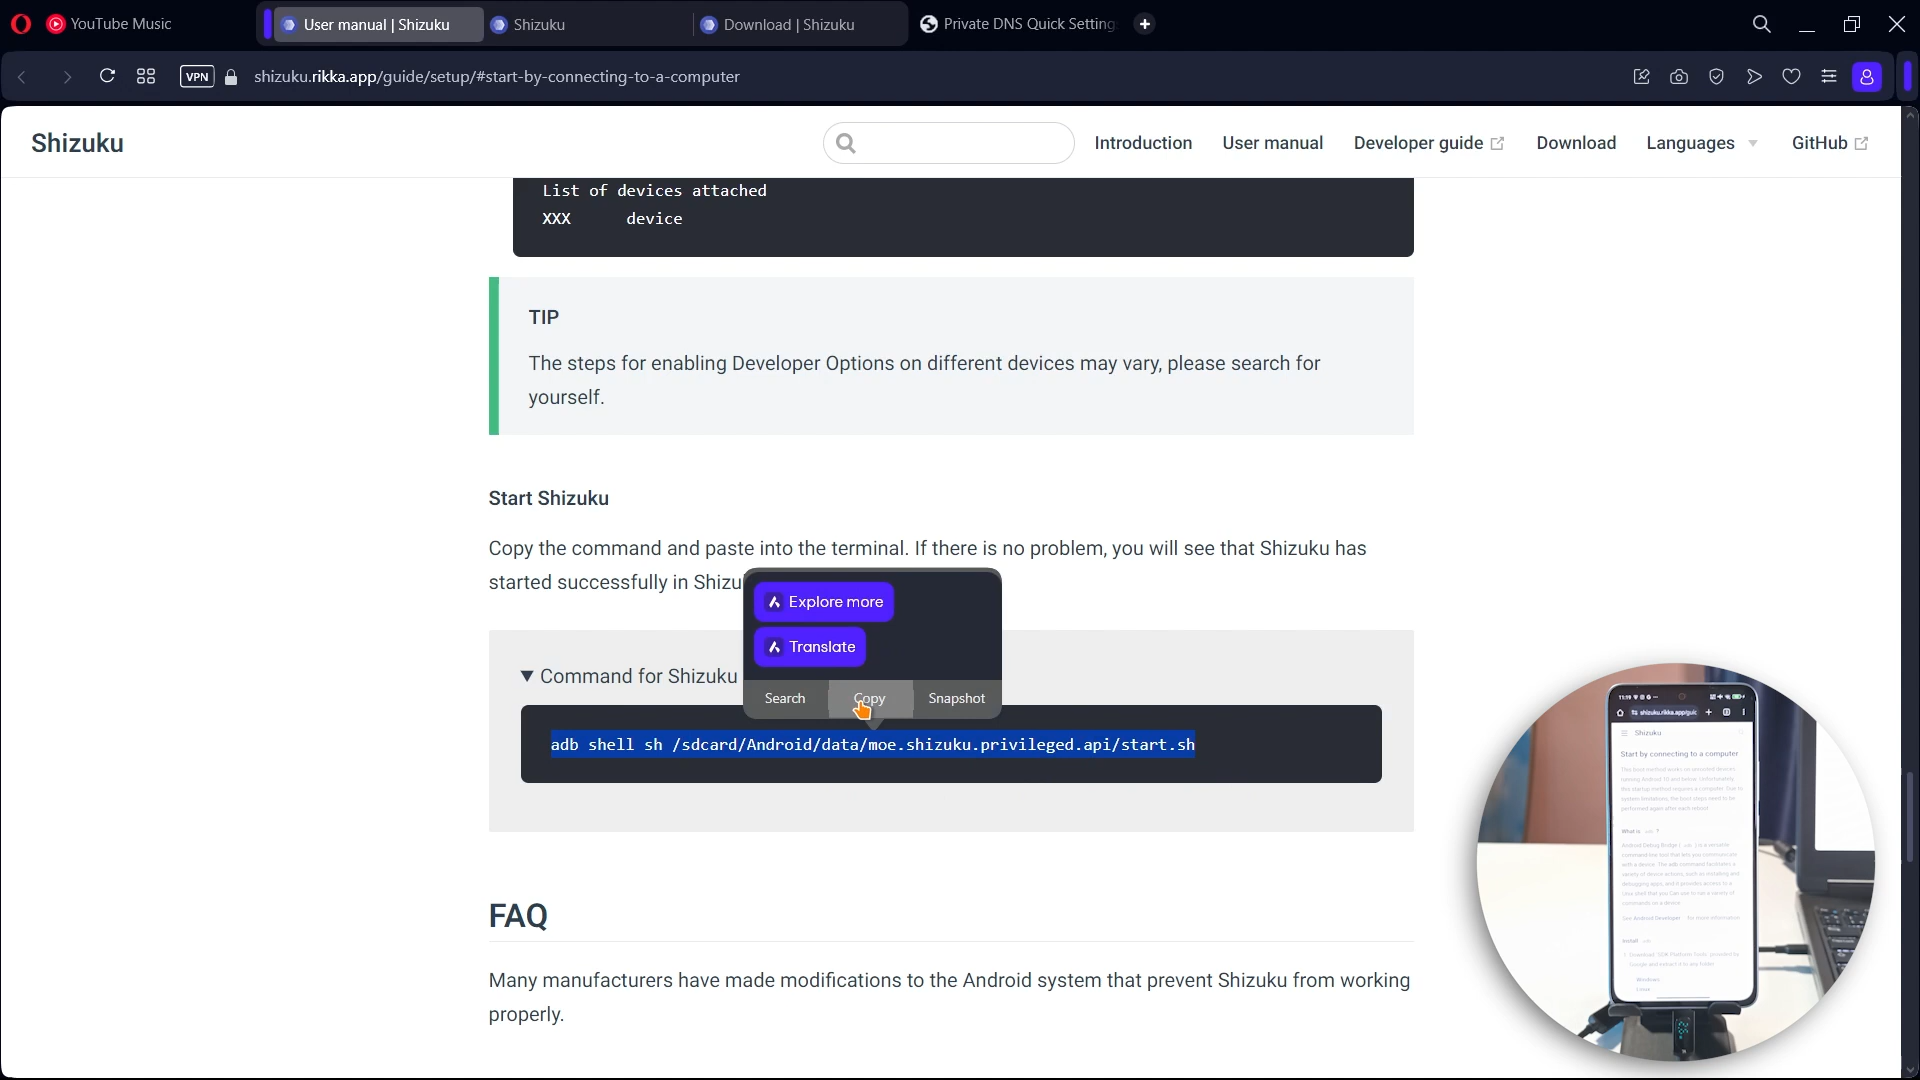 YouTube Music
User manual | Shizuku
Shizuku
Download | Shizuku
Private DNS Quick Setting
VPN
shizuku.rikka.app/guide/setup/#start-by-connecting-to-a-computer
Shizuku
Introduction
User manual
Developer guide
Download
Languages
GitHub
List of devices attached
XXX device
TIP
The steps for enabling Developer Options on different devices may vary, please search for
yourself.
Start Shizuku
Copy the command and paste into the terminal. If there is no problem, you will see that Shizuku has
started successfully in Shizu
Explore more
Translate
Search
Copy
Snapshot
Command for Shizuku
adb shell sh /sdcard/Android/data/moe.shizuku.privileged.api/start.sh
FAQ
Many manufacturers have made modifications to the Android system that prevent Shizuku from working
properly.
Shizuku
Start by connecting to a computer